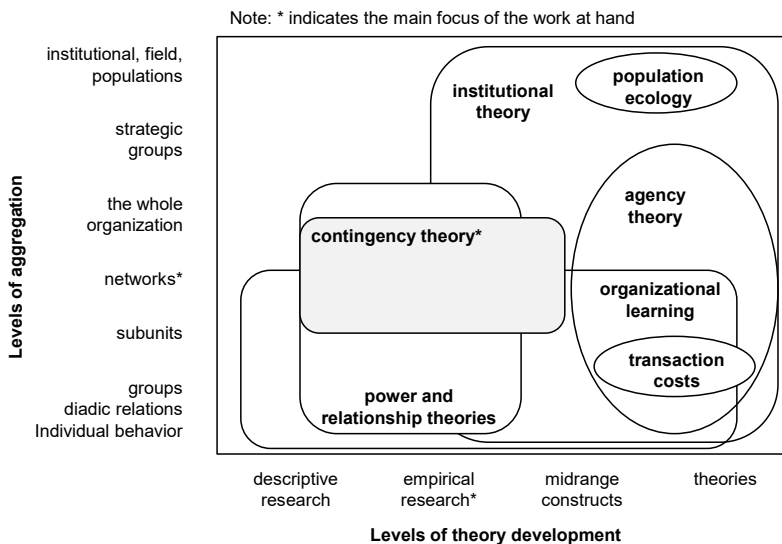 Note: * indicates the main focus of the work at hand
Levels of aggregation
institutional, field,
populations
strategic
groups
the whole
organization
networks*
subunits
groups
diadic relations
Individual behavior
institutional
theory
population
ecology
agency
theory
contingency theory*
organizational
learning
transaction
costs
power and
relationship theories
descriptive
research
empirical
research*
midrange
constructs
theories
Levels of theory development